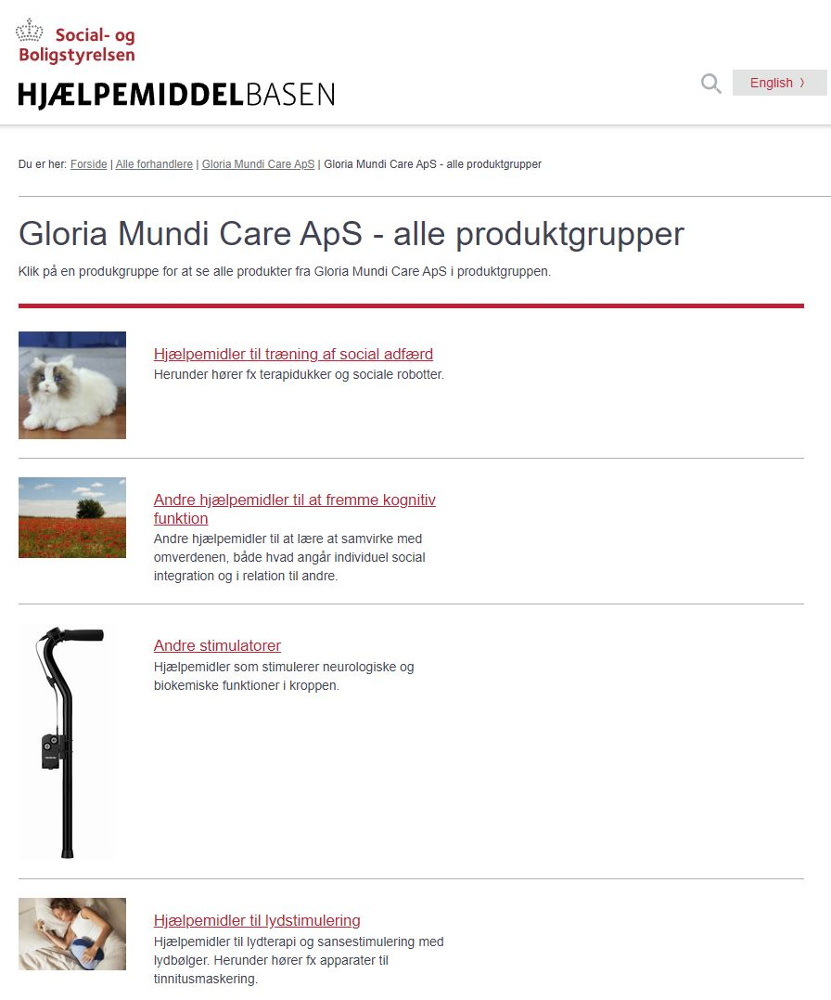 Social- og
Boligstyrelsen
HJÆLPEMIDDELBASEN
English 〉
Du er her: Forside | Alle forhandlere | Gloria Mundi Care ApS | Gloria Mundi Care ApS - alle produktgrupper
Gloria Mundi Care ApS - alle produktgrupper
Klik på en produkgruppe for at se alle produkter fra Gloria Mundi Care ApS i produktgruppen.
Hjælpemidler til træning af social adfærd
Herunder hører fx terapidukker og sociale robotter.
Andre hjælpemidler til at fremme kognitiv
funktion
Andre hjælpemidler til at lære at samvirke med
omverdenen, både hvad angår individuel social
integration og i relation til andre.
Andre stimulatorer
Hjælpemidler som stimulerer neurologiske og
biokemiske funktioner i kroppen.
Hjælpemidler til lydstimulering
Hjælpemidler til lydterapi og sansestimulering med
lydbølger. Herunder hører fx apparater til
tinnitusmaskering.